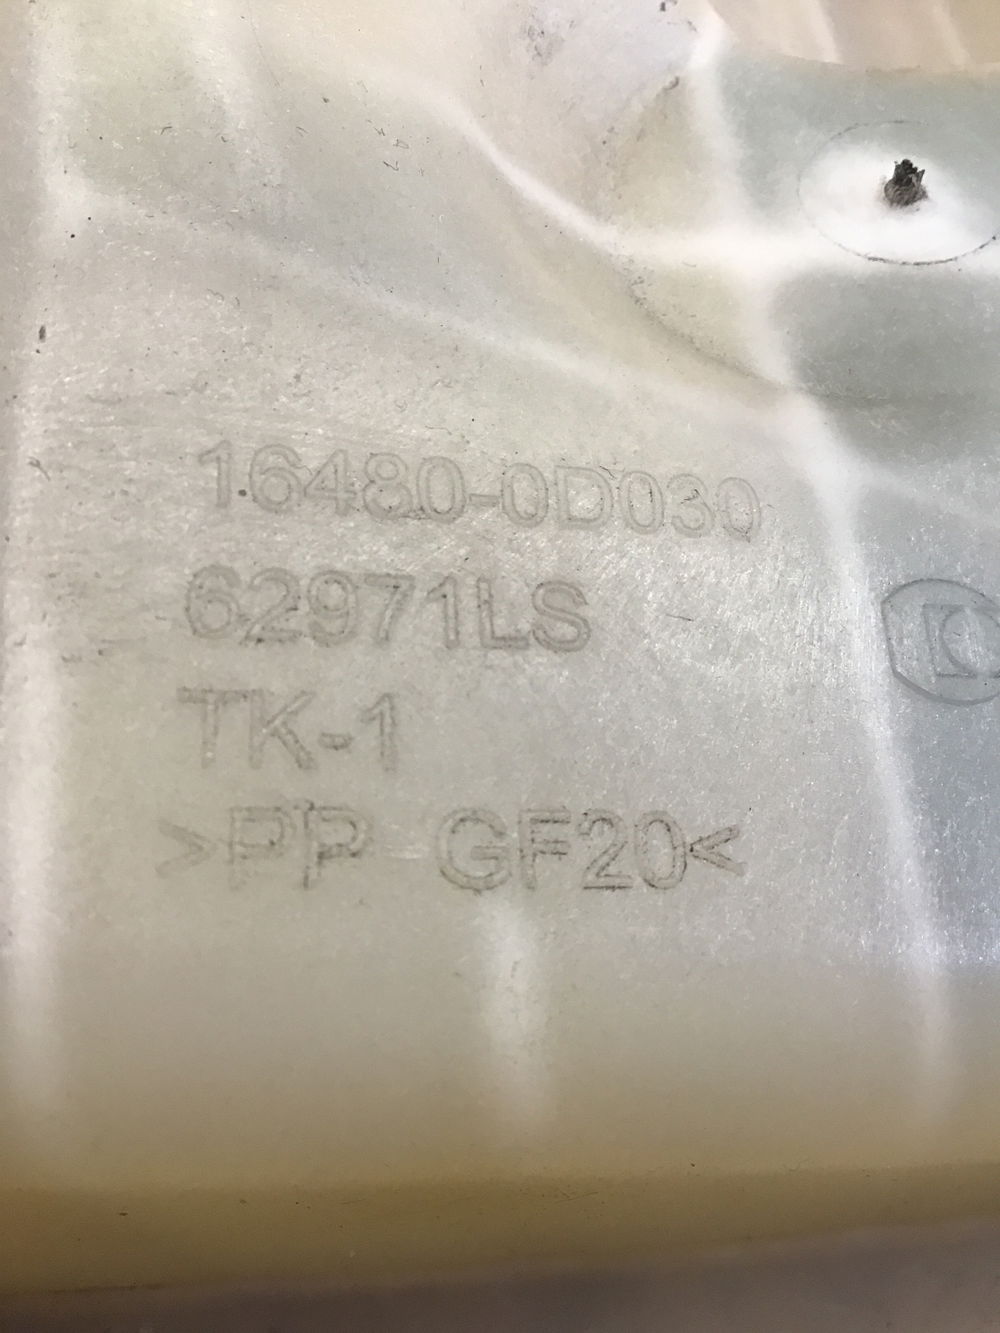 16480-0D030
62971LS
TK-1
>PP GF20<